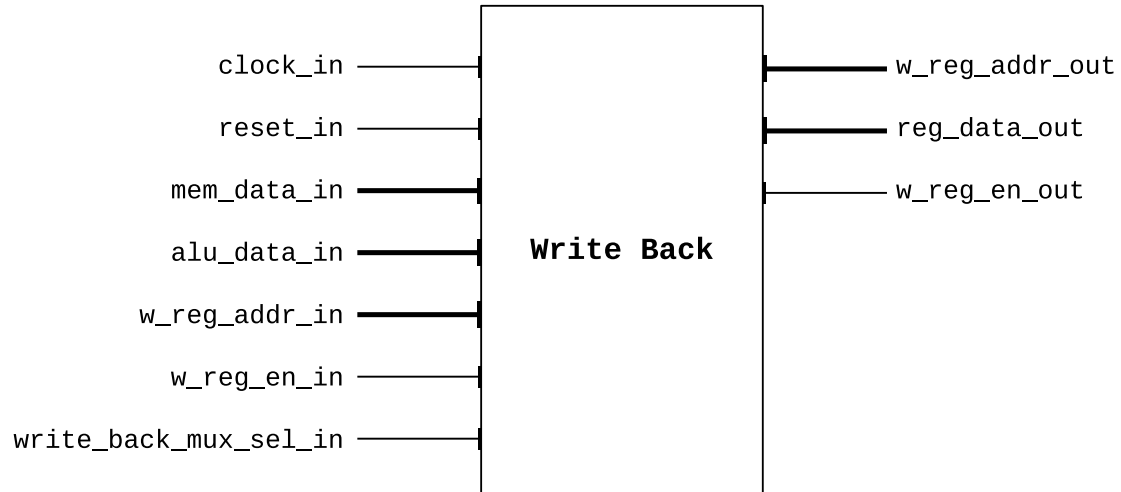 clock_in
reset_in
mem_data_in
alu_data_in
w_reg_addr_in
w_reg_en_in
write_back_mux_sel_in
Write Back
w_reg_addr_out
reg_data_out
w_reg_en_out